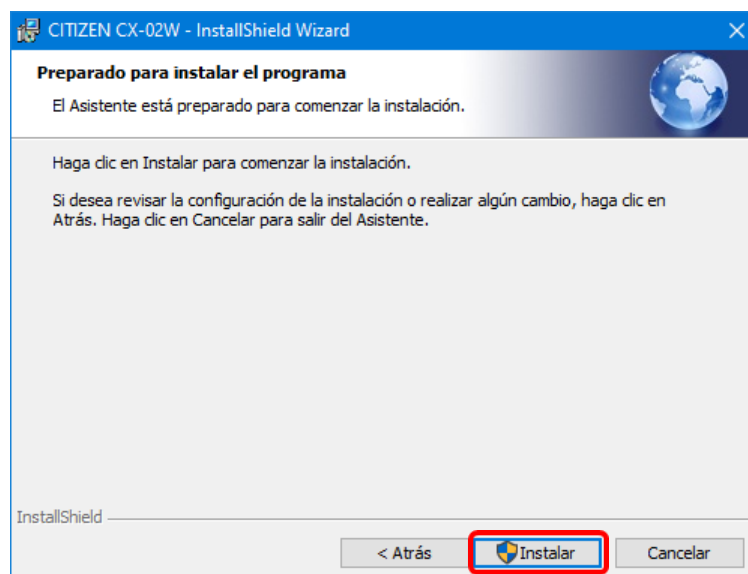 CITIZEN CX-02W - InstallShield Wizard
Preparado para instalar el programa
El Asistente está preparado para comenzar la instalación.
Haga clic en Instalar para comenzar la instalación.
Si desea revisar la configuración de la instalación o realizar algún cambio, haga clic en
Atrás. Haga clic en Cancelar para salir del Asistente.
InstallShield
< Atrás
Instalar
Cancelar